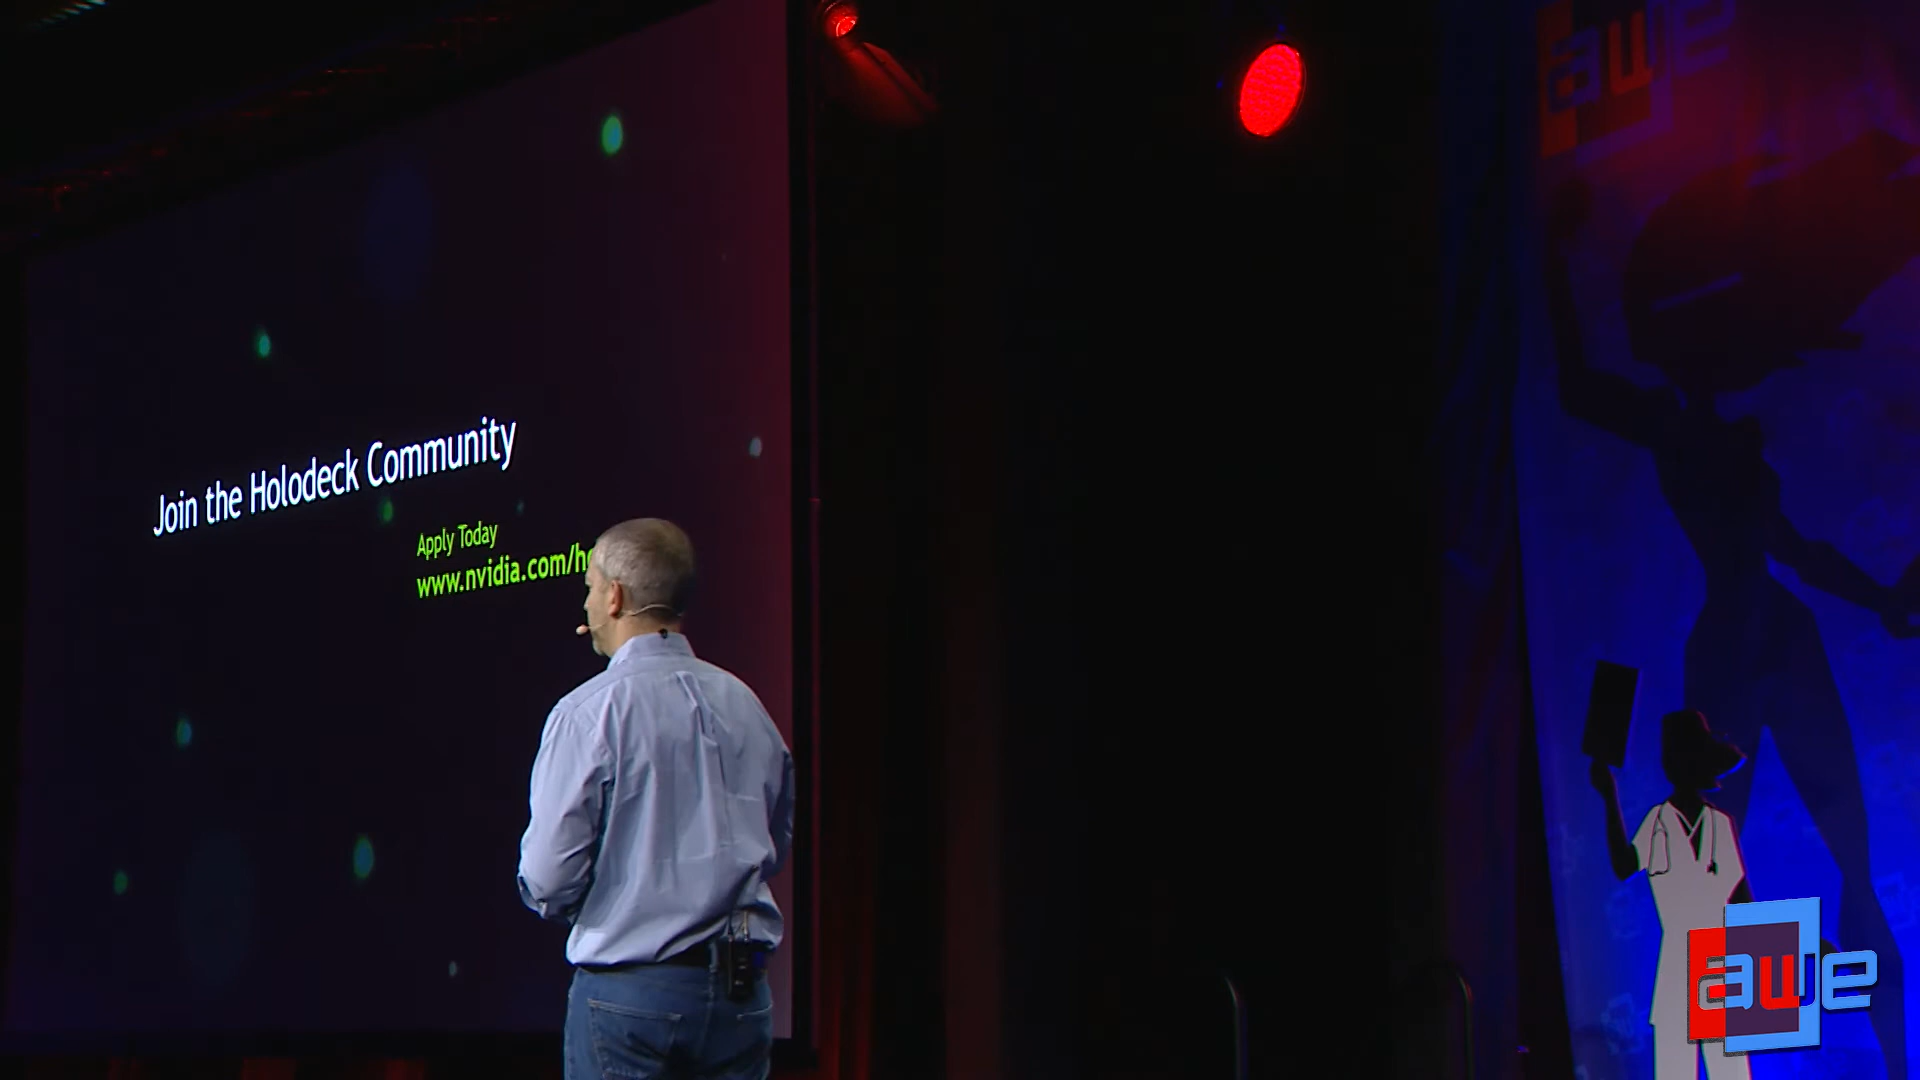 Join the Holodeck Community
Apply Today
www.nvidia.com/h
awe
awe